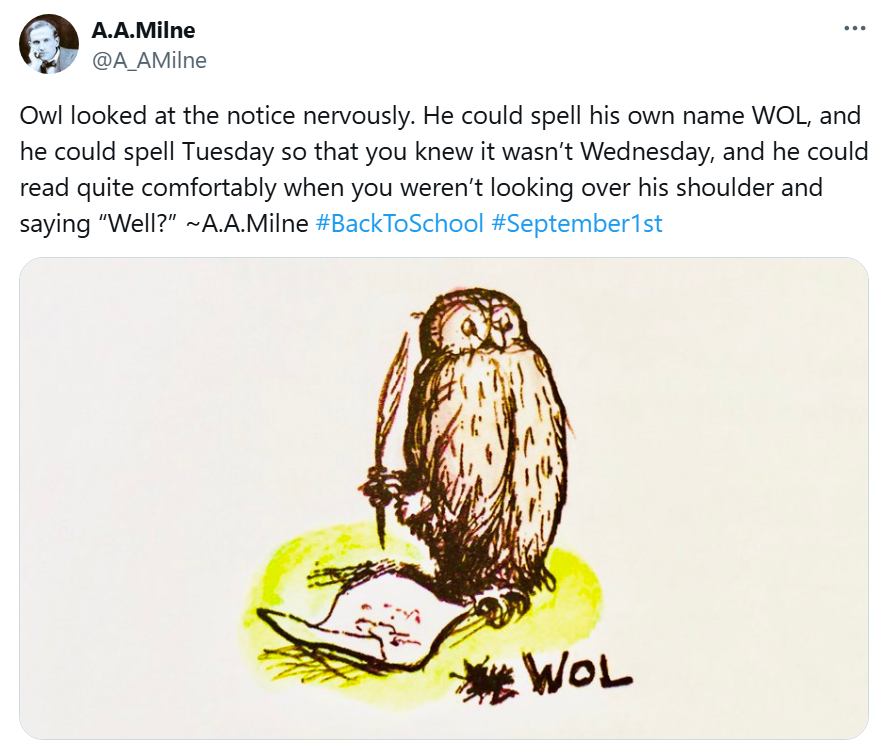 A.A.Milne
@A_AMilne
Owl looked at the notice nervously. He could spell his own name WOL, and
he could spell Tuesday so that you knew it wasn’t Wednesday, and he could
read quite comfortably when you weren’t looking over his shoulder and
saying “Well?” ~A.A.Milne #BackToSchool #September1st
WOL